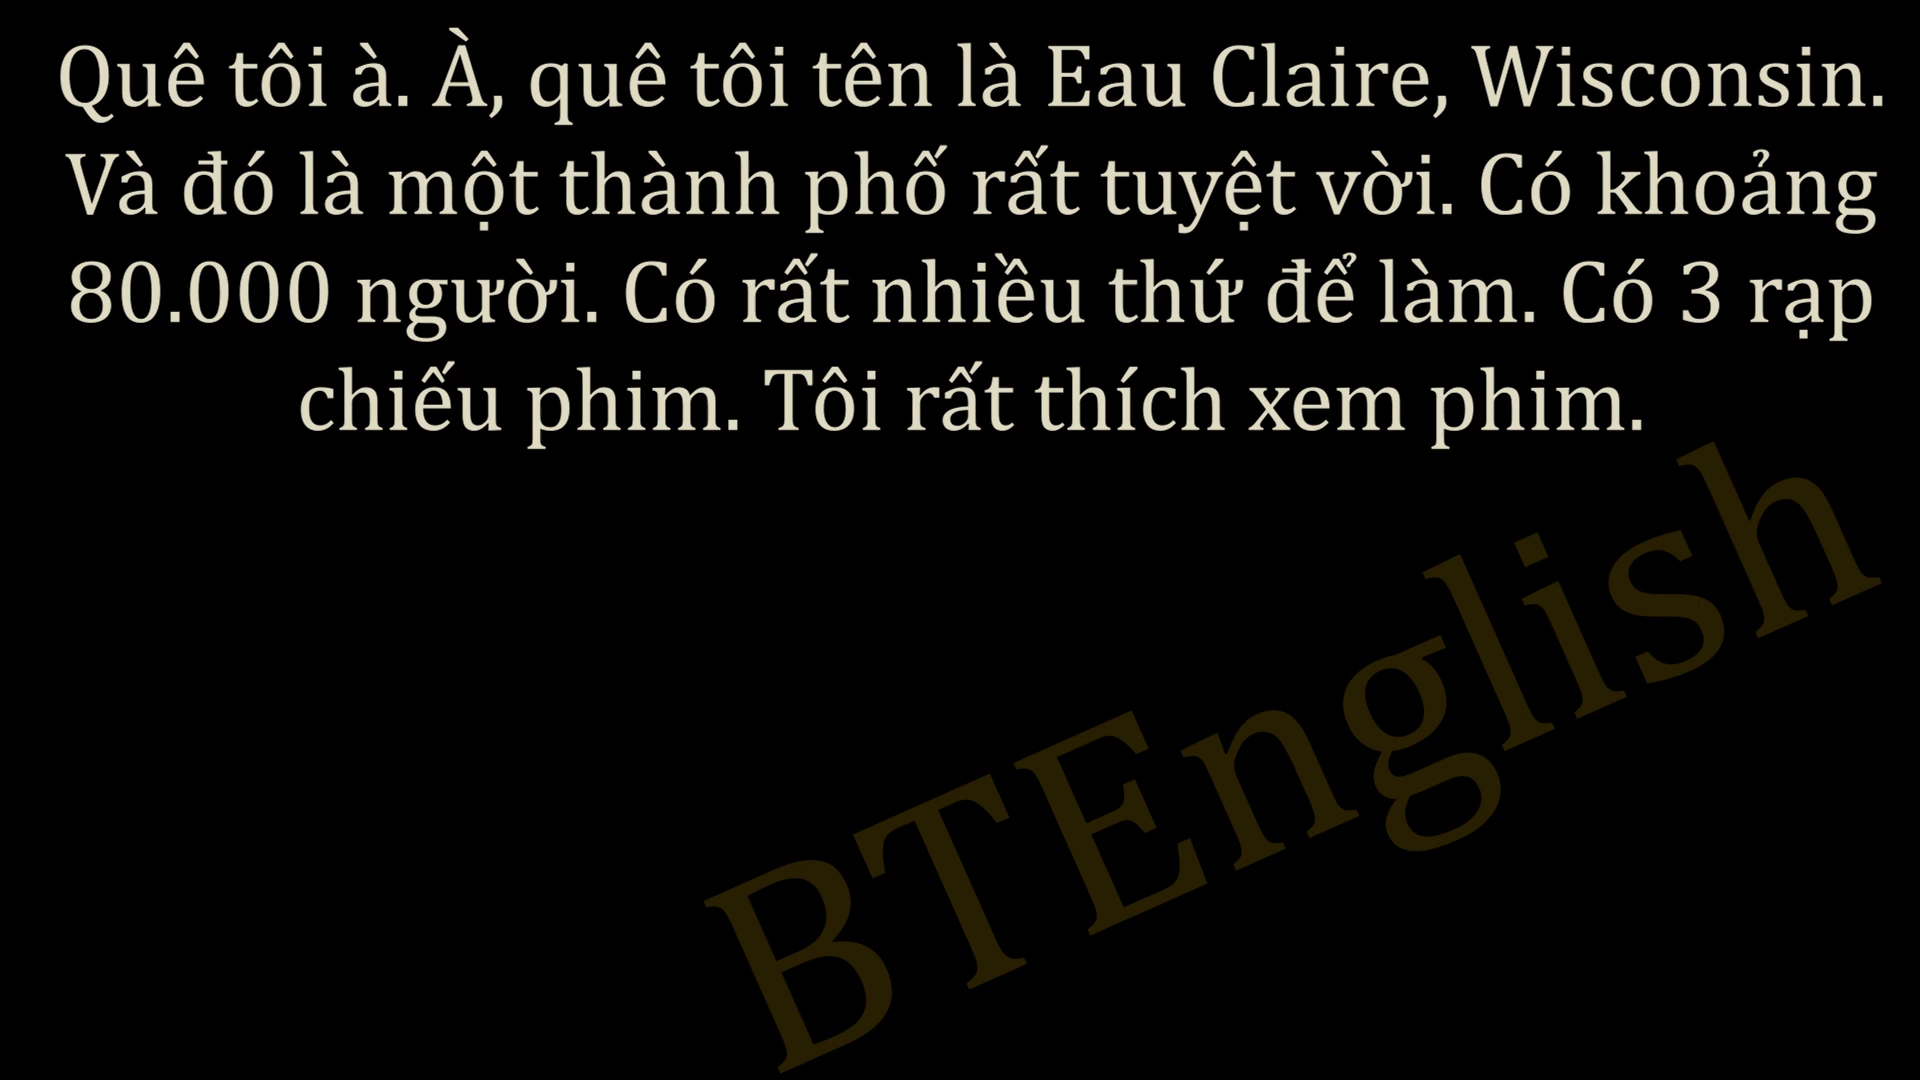 Quê tôi à. À, quê tôi tên là Eau Claire, Wisconsin.
Và đó là một thành phố rất tuyệt vời. Có khoảng
80.000 người. Có rất nhiều thứ để làm. Có 3 rạp
chiếu phim. Tôi rất thích xem phim.
BTEnglish